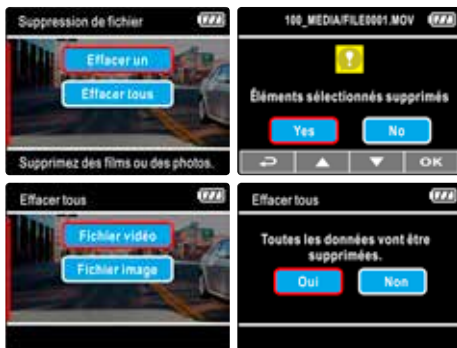 Suppression de fichier
Effacer un
Effacer tous
Supprimez des films ou des photos.
100_MEDIA/FILE0001.MOV
!
Éléments sélectionnés supprimés
Yes
No
OK
Effacer tous
Fichier vidéo
Fichier image
Effacer tous
Toutes les données vont être
supprimées.
Oui
Non